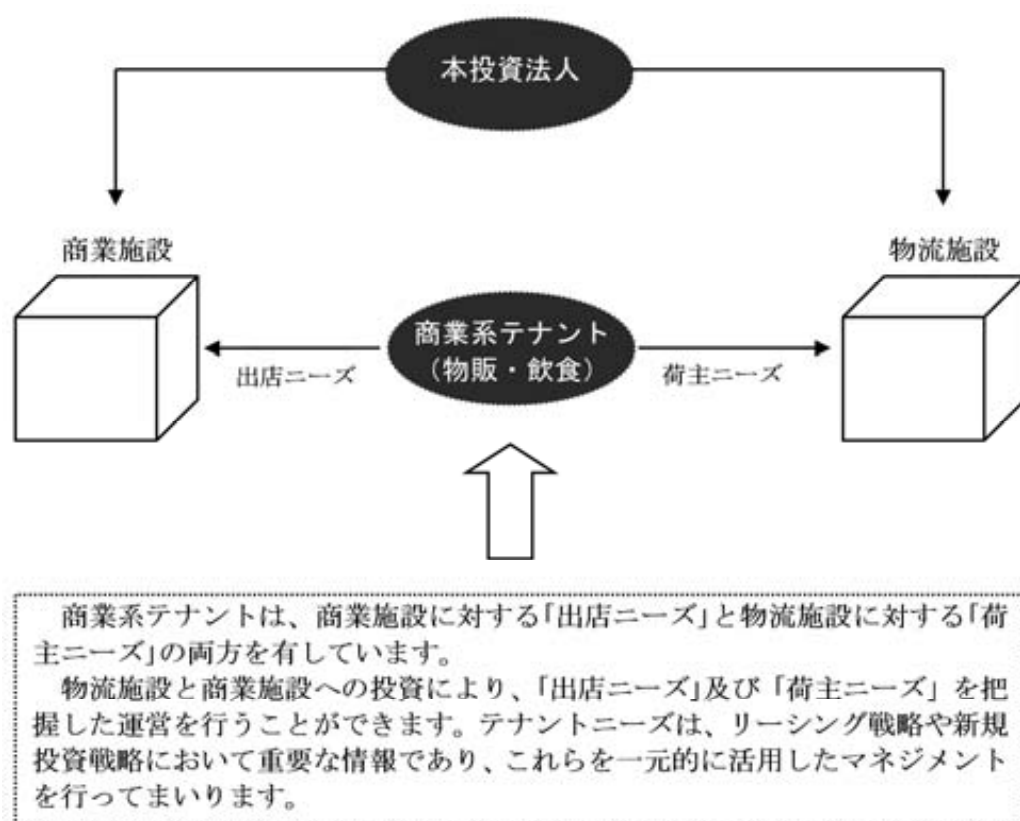 本投資法人
商業施設
物流施設
商業系テナント
(物販・飲食)
出店ニーズ
荷主ニーズ
商業系テナントは、商業施設に対する「出店ニーズ」と物流施設に対する「荷
主ニーズ」の両方を有しています。
物流施設と商業施設への投資により、「出店ニーズ」及び「荷主ニーズ」を把
握した運営を行うことができます。テナントニーズは、リーシング戦略や新規
投資戦略において重要な情報であり、これらを一元的に活用したマネジメント
を行ってまいります。